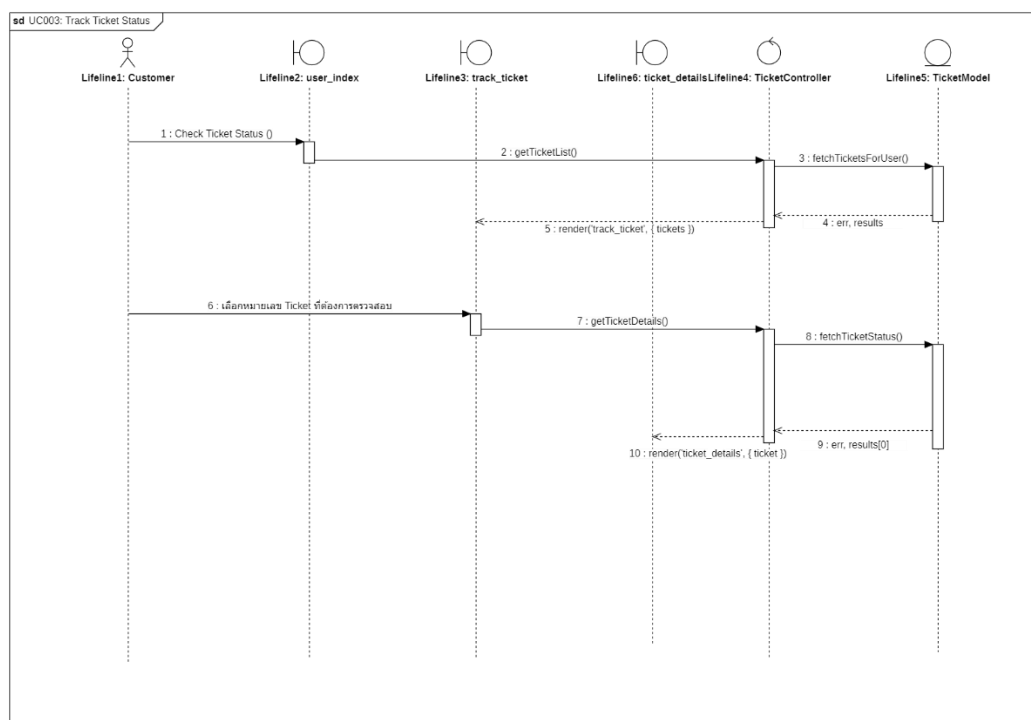 sd UC003: Track Ticket Status
Lifeline1: Customer
Lifeline2: user_index
Lifeline3: track_ticket
Lifeline6: ticket_details
Lifeline4: TicketController
Lifeline5: TicketModel
1 : Check Ticket Status ()
2 : getTicketList()
3 : fetchTicketsForUser()
4 : err, results
5 : render('track_ticket', { tickets })
6 : เลือกหมายเลข Ticket ที่ต้องการตรวจสอบ
7 : getTicketDetails()
8 : fetchTicketStatus()
9 : err, results[0]
10 : render('ticket_details', { ticket })